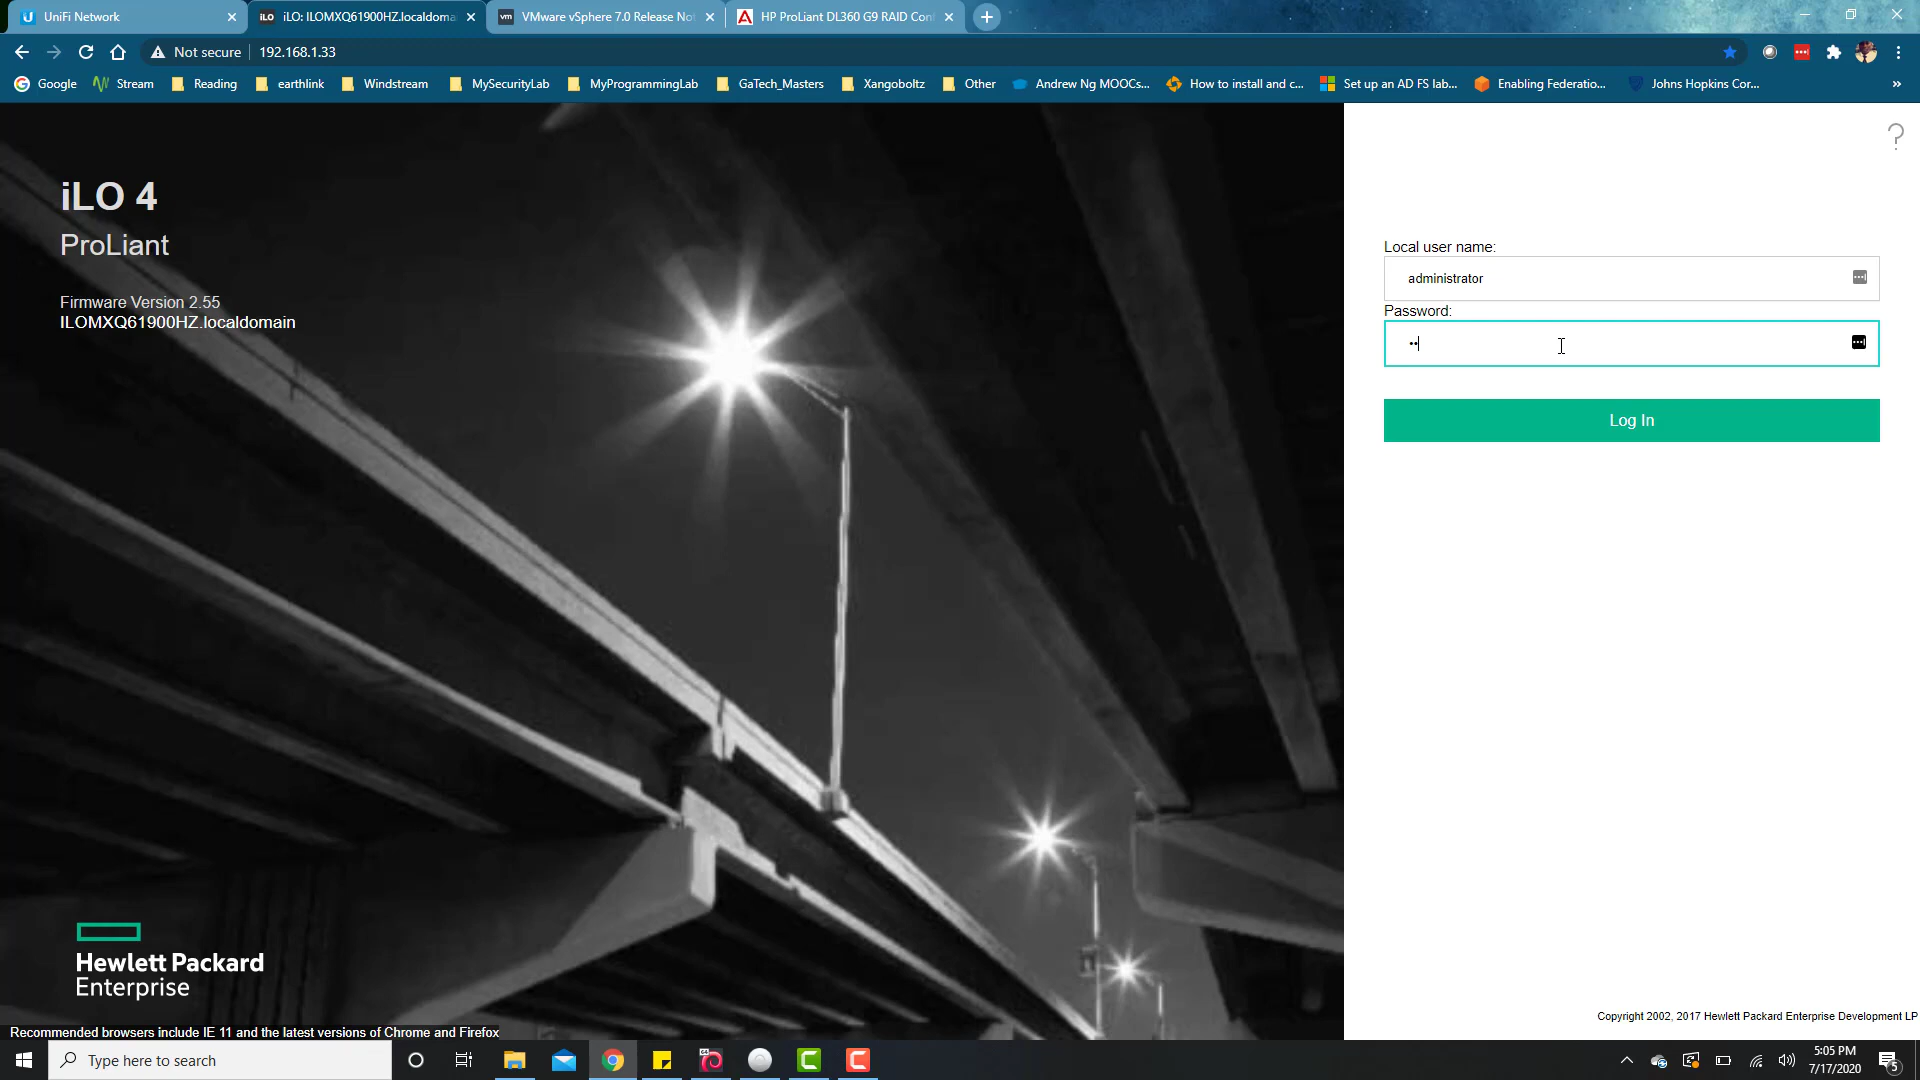 UniFi Network
iLO: ILOMXQ61900HZ.localdoma
VMware vSphere 7.0 Release No
HP ProLiant DL360 G9 RAID Con
Not secure
192.168.1.33
Google
Stream
Reading
earthlink
Windstream
MySecurityLab
MyProgrammingLab
GaTech_Masters
Xangoboltz
Other
Andrew Ng MOOCs...
How to install and c...
Set up an AD FS lab...
Enabling Federatio...
Johns Hopkins Cor...
»
iLO 4
ProLiant
Firmware Version 2.55
ILOMXQ61900HZ.localdomain
?
Local user name:
administrator
Password:
••
Log In
Hewlett Packard
Enterprise
Copyright 2002, 2017 Hewlett Packard Enterprise Development LP
Recommended browsers include IE 11 and the latest versions of Chrome and Firefox
Type here to search
5:05 PM
7/17/2020
5